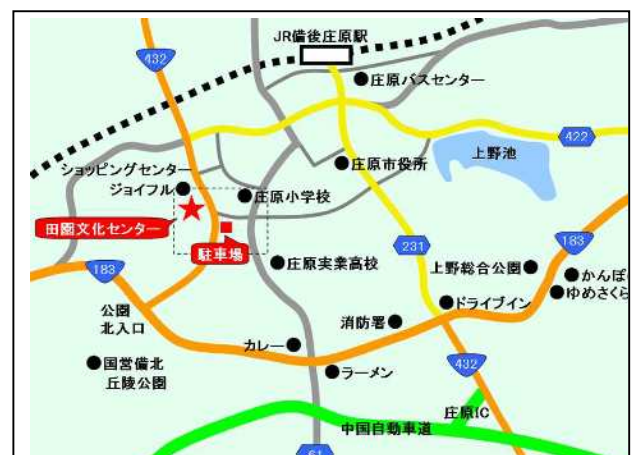 JR備後庄原駅
432
庄原バスセンター
422
上野池
庄原市役所
ショッピングセンター
ジョイフル
庄原小学校
田園文化センター
駐車場
231
183
上野総合公園
かんぽ
ゆめさくら
183
庄原実業高校
公園
北入口
消防署
ドライブイン
カレー
国営備北
丘陵公園
ラーメン
432
庄原IC
中国自動車道
61